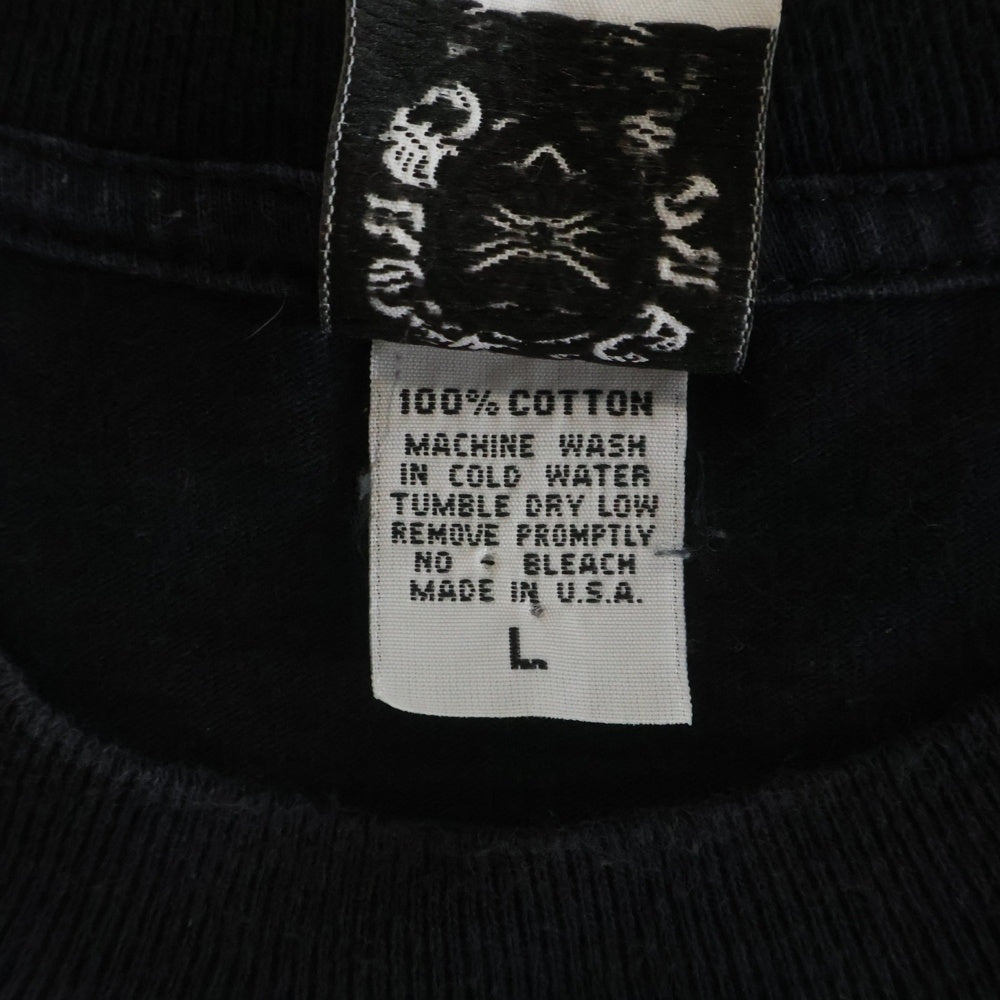 100% COTTON
MACHINE WASH
IN COLD WATER
TUMBLE DRY LOW
REMOVE PROMPTLY
NO - BLEACH
MADE IN U.S.A.
L